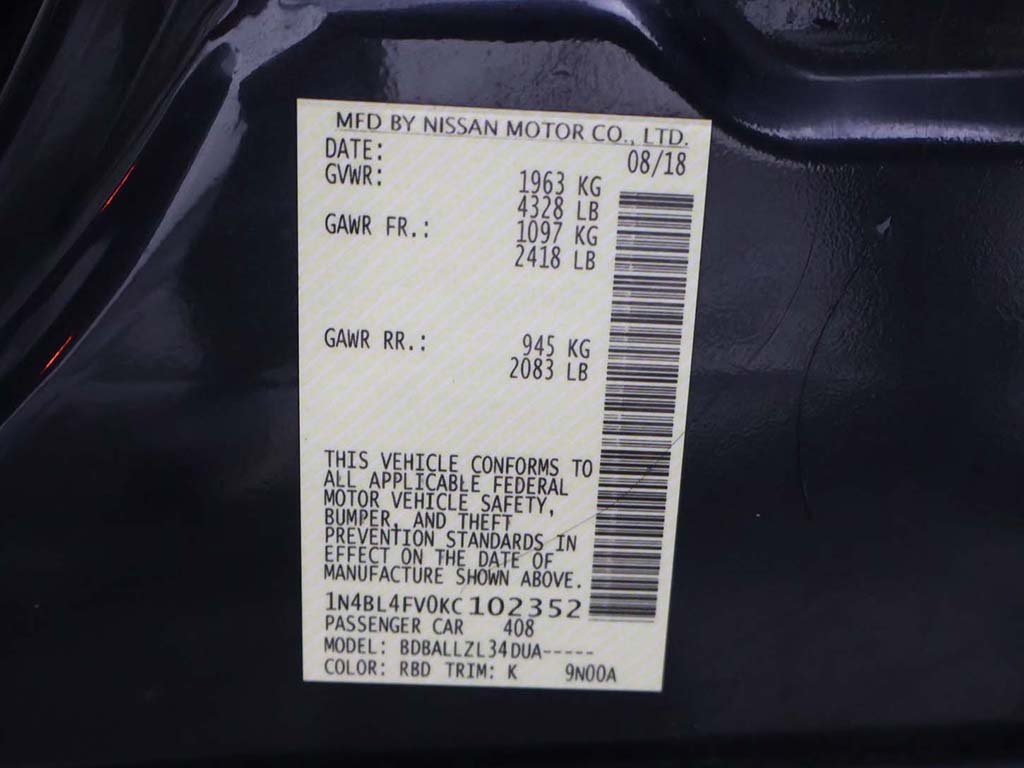 MFD BY NISSAN MOTOR CO., LTD.
DATE: 08/18
GVWR: 1963 KG
4328 LB
GAWR FR.: 1097 KG
2418 LB
GAWR RR.: 945 KG
2083 LB
THIS VEHICLE CONFORMS TO
ALL APPLICABLE FEDERAL
MOTOR VEHICLE SAFETY,
BUMPER, AND THEFT
PREVENTION STANDARDS IN
EFFECT ON THE DATE OF
MANUFACTURE SHOWN ABOVE.
1N4BL4FV0KC102352
PASSENGER CAR 408
MODEL: BDBALLZL34DUA-----
COLOR: RBD TRIM: K 9N00A